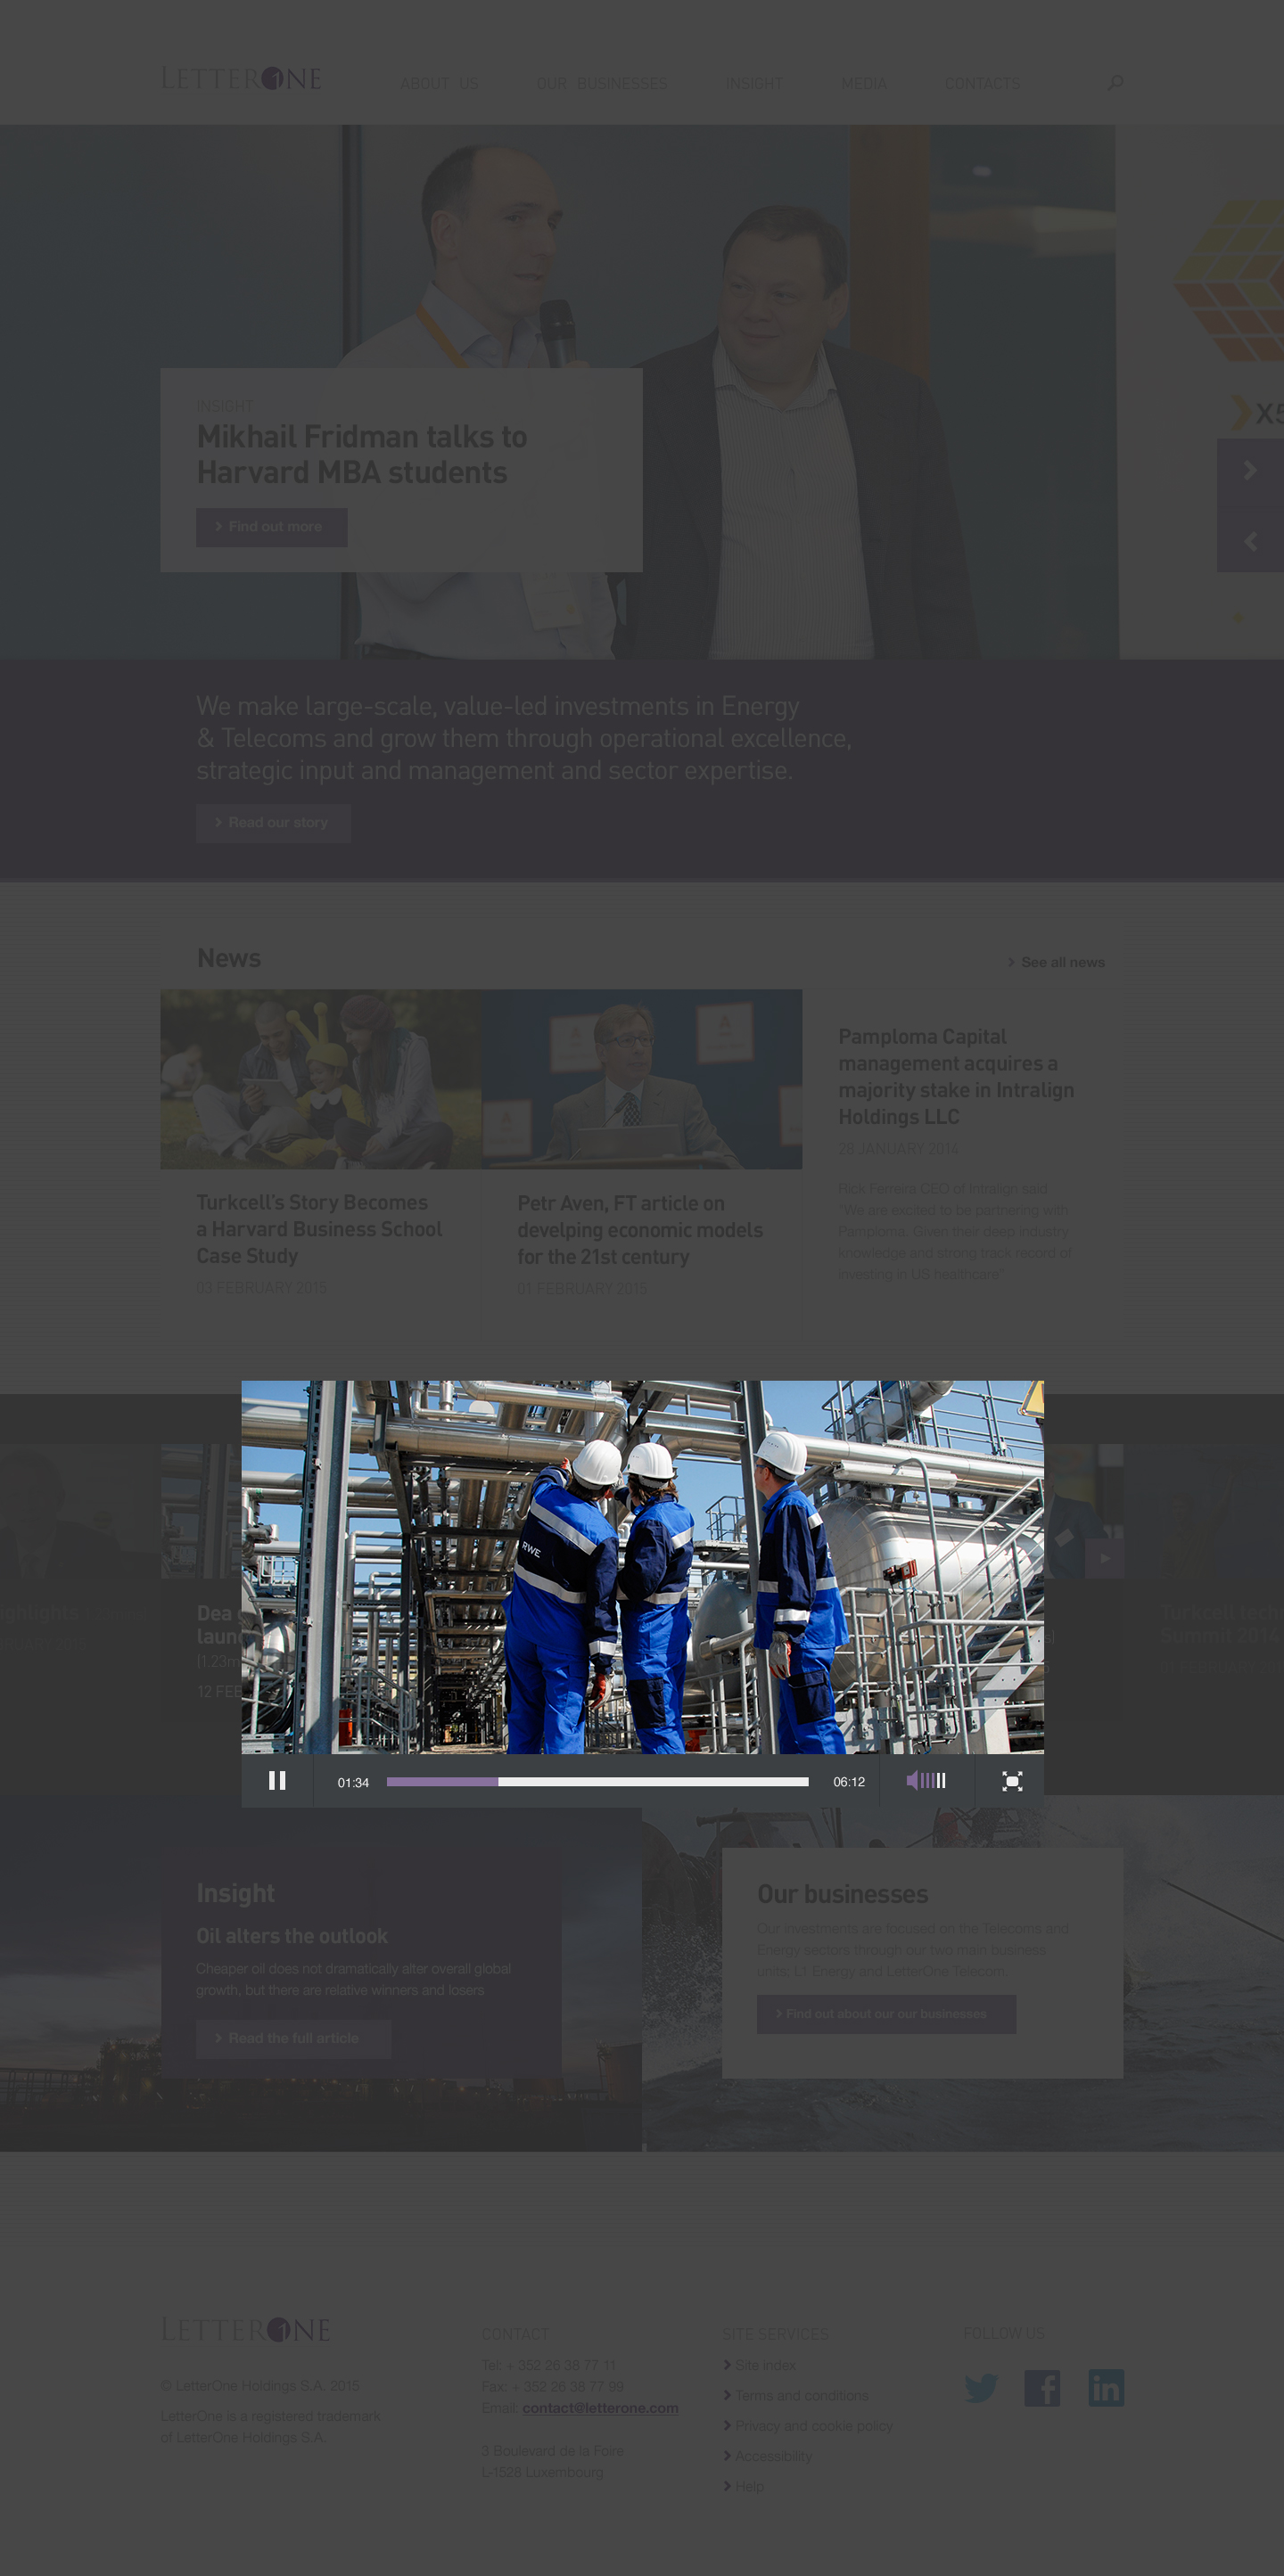 LETTERONE
ABOUT US
OUR BUSINESSES
INSIGHT
MEDIA
CONTACTS
X5
INSIGHT
Mikhail Fridman talks to
Harvard MBA students
Find out more
We make large-scale, value-led investments in Energy
& Telecoms and grow them through operational excellence,
strategic input and management and sector expertise.
Read our story
News
See all news
Turkcell's Story Becomes
a Harvard Business School
Case Study
03 FEBRUARY 2015
Petr Aven, FT article on
develping economic models
for the 21st century
01 FEBRUARY 2015
Pamploma Capital
management acquires a
majority stake in Intralign
Holdings LLC
28 JANUARY 2014
Rick Ferreira CEO of Intralign said
"We are excited to be partnering with
Pamploma. Given their deep industry
knowledge and strong track record of
investing in US healthcare"
Dea
laun
[1.23m
12 FEB
Turkcell tech
Summit 2014
RWE
01:34
06:12
Insight
Oil alters the outlook
Cheaper oil does not dramatically alter overall global
growth, but there are relative winners and losers
Read the full article
Our businesses
Our investments are focused on the Telecoms and
Energy sectors through our two main business
units: L1 Energy and LetterOne Telecom.
Find out about our our businesses
LETTERONE
© LetterOne Holdings S.A. 2015
LetterOne is a registered trademark
of LetterOne Holdings S.A.
CONTACT
Tel: + 352 26 38 77 11
Fax: + 352 26 38 77 99
Email: contact@letterone.com
3 Boulevard de la Foire
L-1528 Luxembourg
SITE SERVICES
Site index
Terms and conditions
Privacy and cookie policy
Accessibility
Help
FOLLOW US